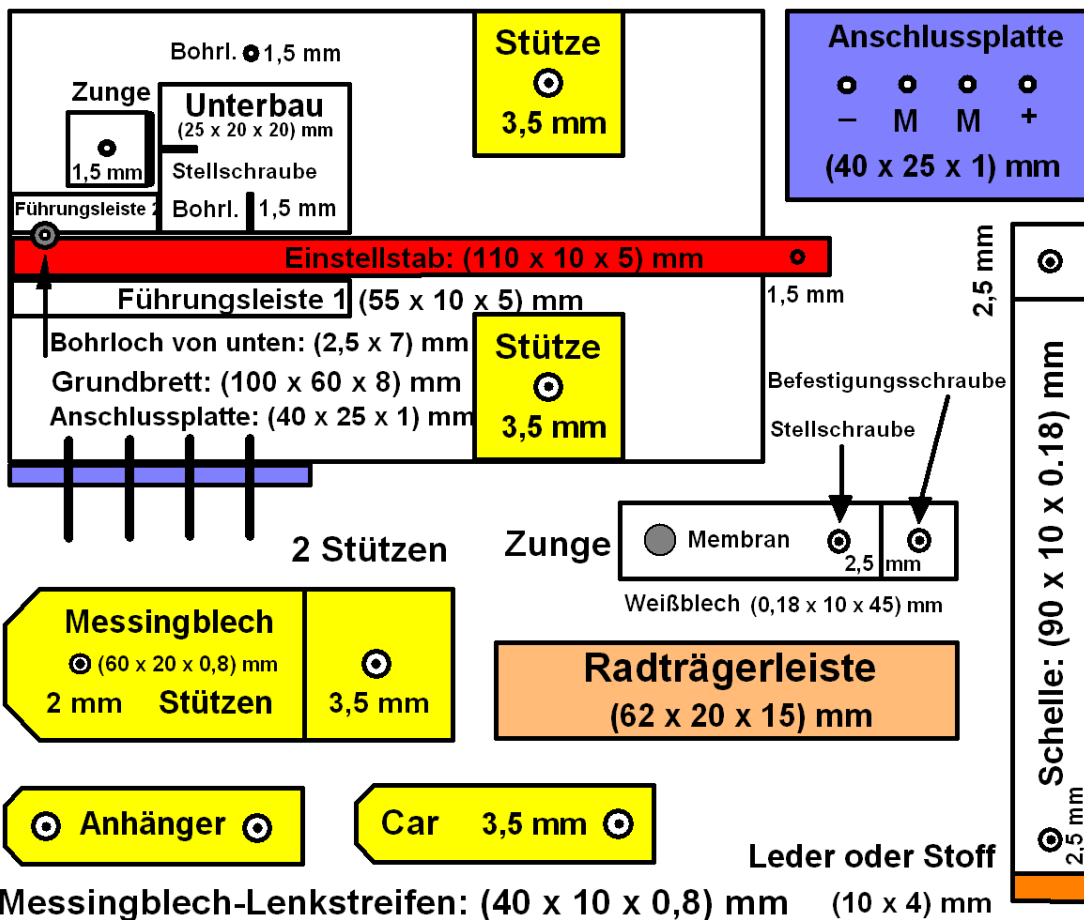 Bohrl. 1,5 mm
Stütze
3,5 mm
Anschlussplatte
– M M +
(40 x 25 x 1) mm
Zunge
1,5 mm
Unterbau
(25 x 20 x 20) mm
Stellschraube
Bohrl. 1,5 mm
Führungsleiste 2
Einstellstab: (110 x 10 x 5) mm
1,5 mm
Führungsleiste 1 (55 x 10 x 5) mm
Bohrloch von unten: (2,5 x 7) mm
Grundbrett: (100 x 60 x 8) mm
Anschlussplatte: (40 x 25 x 1) mm
Stütze
3,5 mm
Befestigungsschraube
Stellschraube
2 Stützen
Zunge
Membran
2,5 mm
Weißblech (0,18 x 10 x 45) mm
Messingblech
(60 x 20 x 0,8) mm
2 mm Stützen
3,5 mm
Radträgerleiste
(62 x 20 x 15) mm
2,5 mm
Schelle: (90 x 10 x 0.18) mm
2,5 mm
Anhänger
Car 3,5 mm
Leder oder Stoff
(10 x 4) mm
Messingblech-Lenkstreifen: (40 x 10 x 0,8) mm